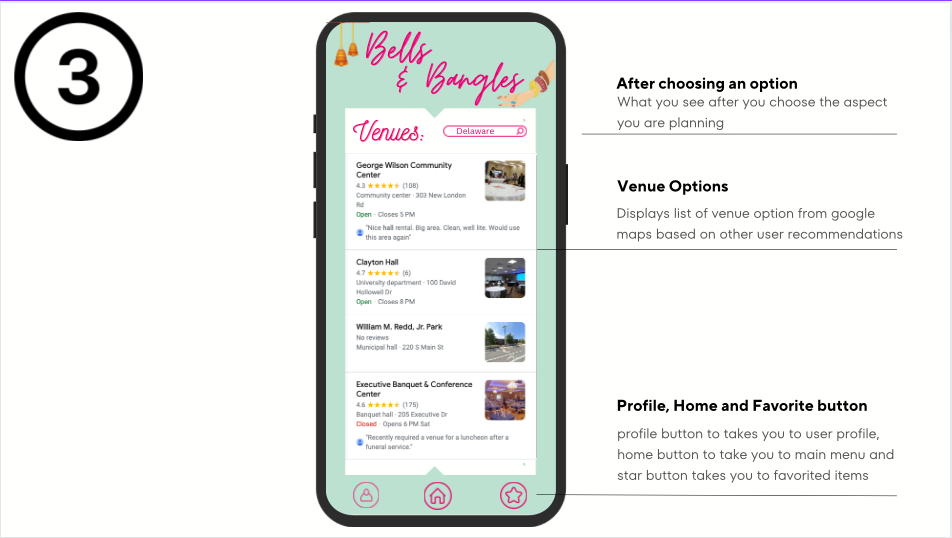 3
Bells
& Bangles
Venues:
Delaware
George Wilson Community
Center
4.3 ★★★★★ (108)
Community center · 303 New London
Rd
Open · Closes 5 PM
"Nice hall rental. Big area. Clean, well lite. Would use
this area again"
Clayton Hall
4.7 ★★★★★ (6)
University department · 100 David
Hollowell Dr
Open · Closes 8 PM
William M. Redd, Jr. Park
No reviews
Municipal hall · 220 S Main St
Executive Banquet & Conference
Center
4.6 ★★★★★ (175)
Banquet hall · 205 Executive Dr
Closed · Opens 6 PM Sat
"Recently required a venue for a luncheon after a
funeral service."
After choosing an option
What you see after you choose the aspect
you are planning
Venue Options
Displays list of venue option from google
maps based on other user recommendations
Profile, Home and Favorite button
profile button to takes you to user profile,
home button to take you to main menu and
star button takes you to favorited items